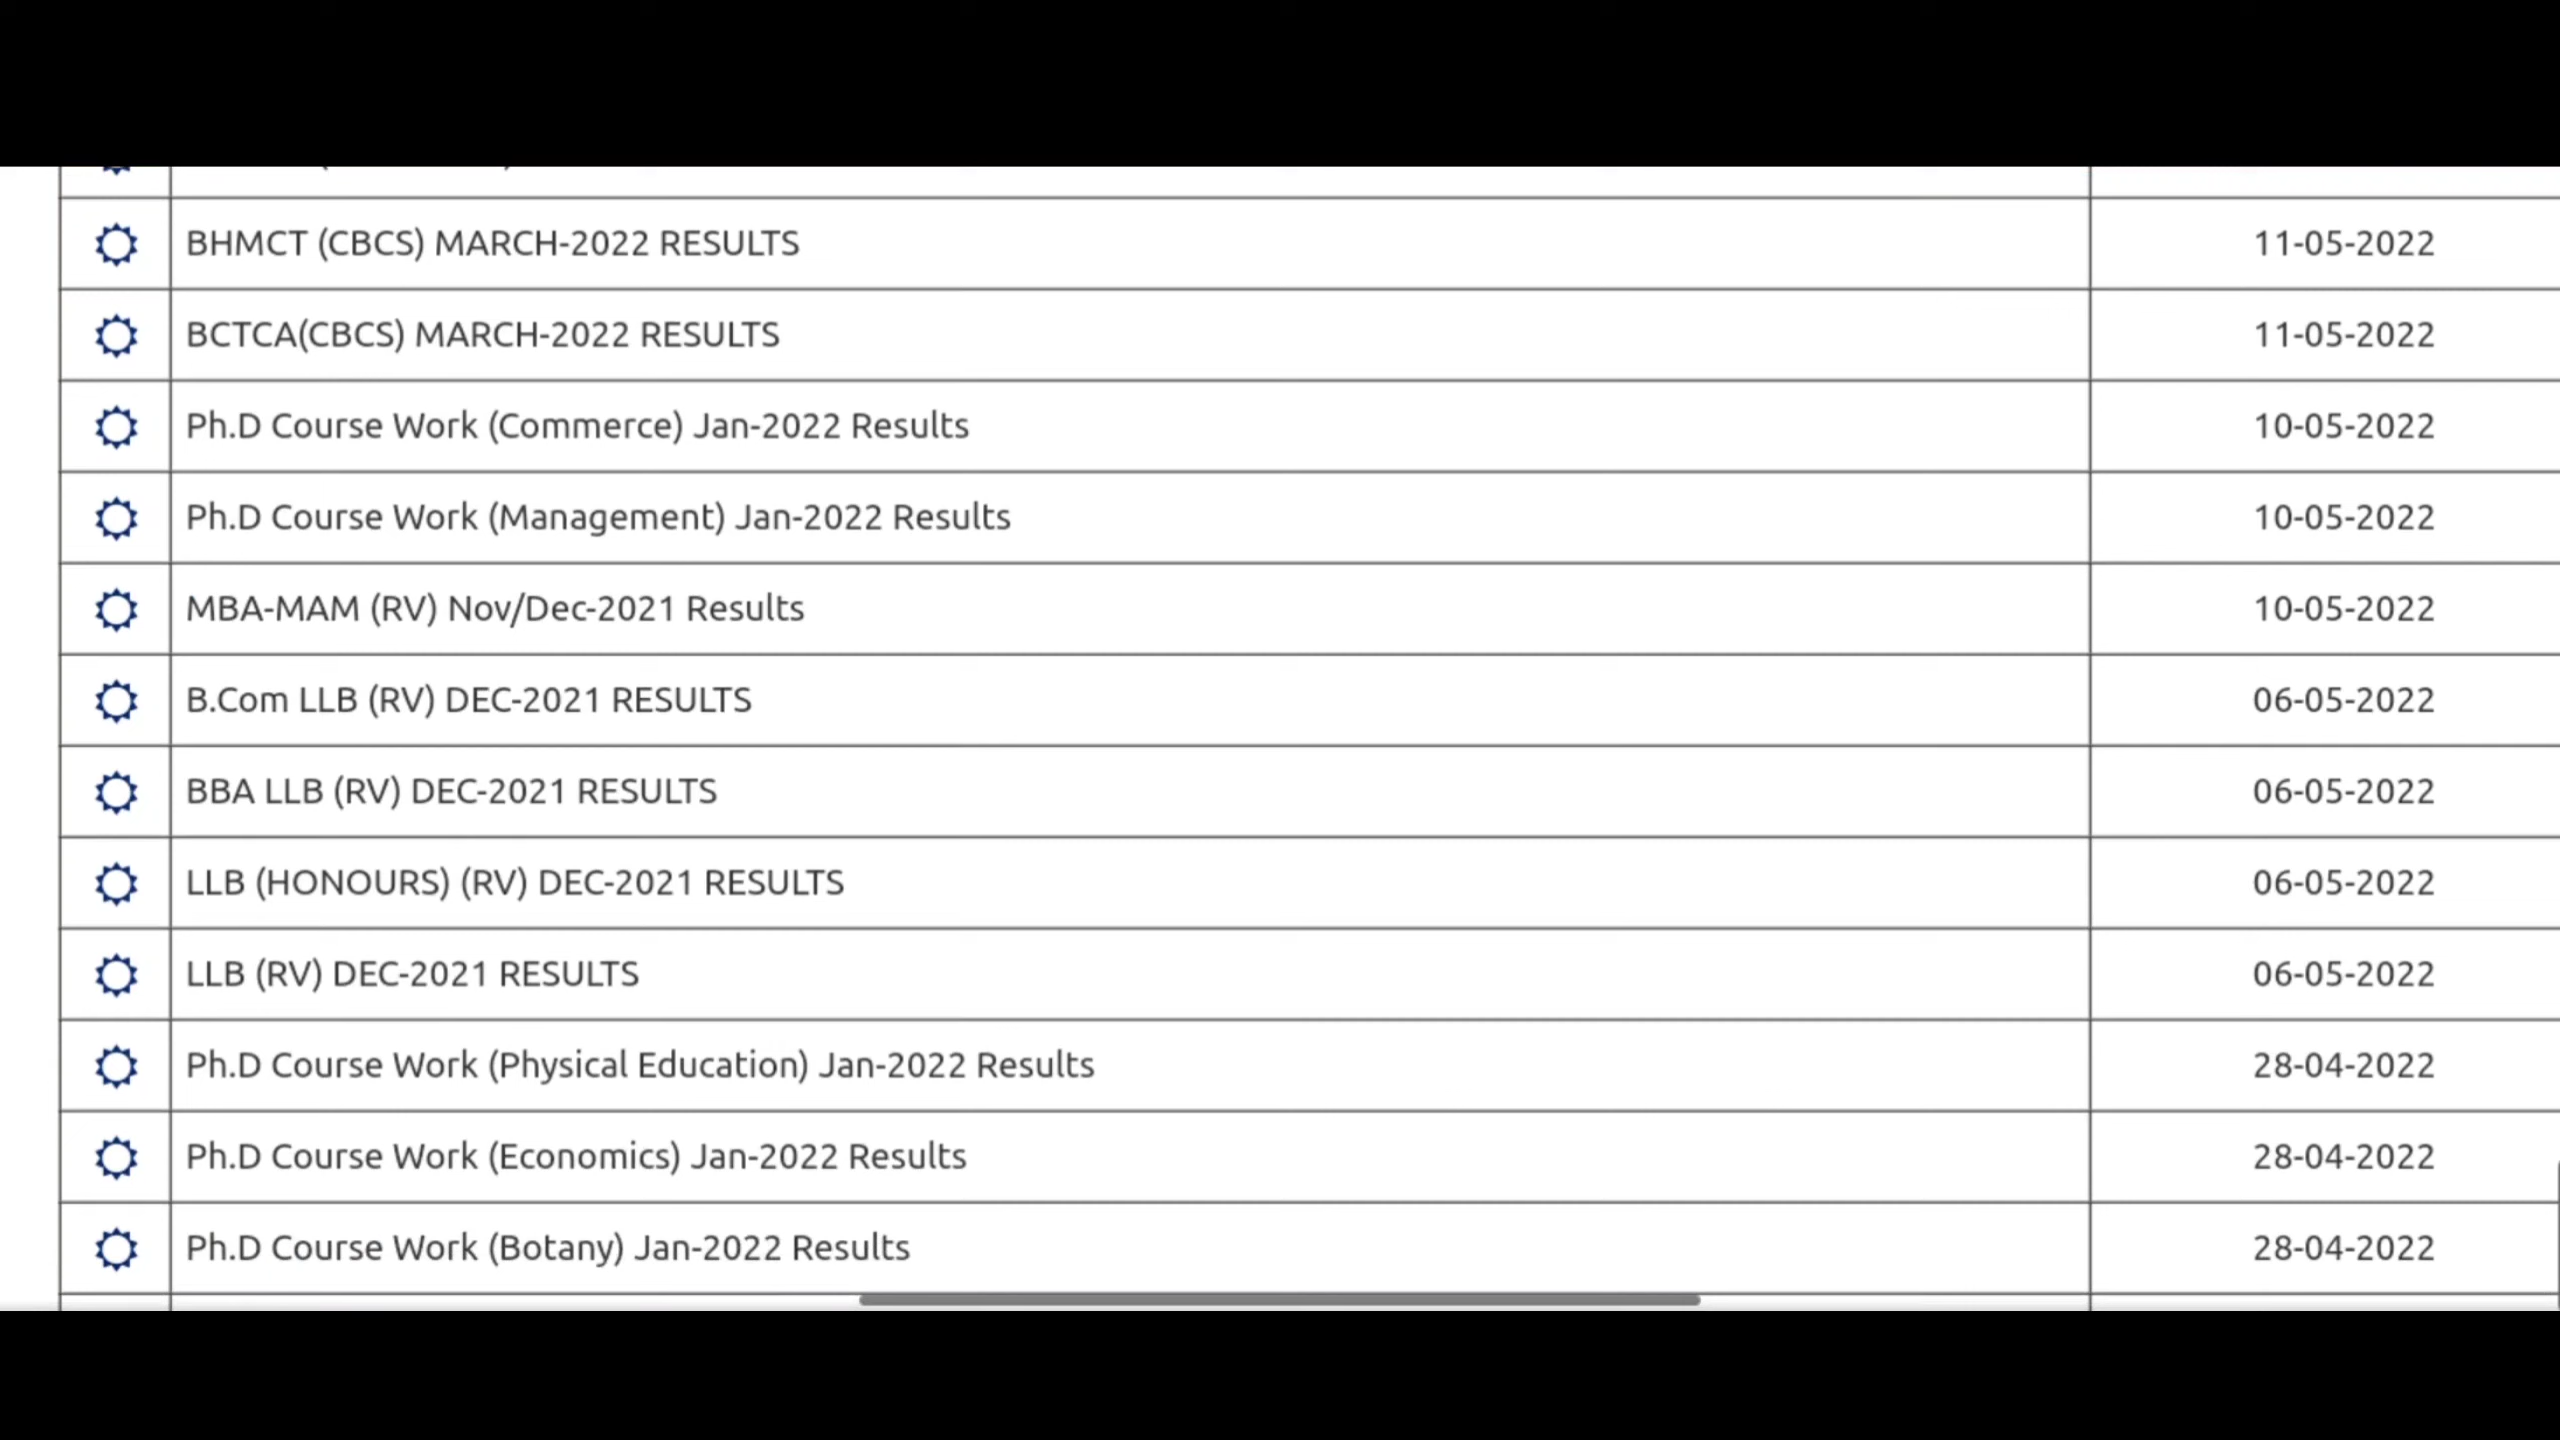 BHMCT (CBCS) MARCH-2022 RESULTS 11-05-2022
BCTCA(CBCS) MARCH-2022 RESULTS 11-05-2022
Ph.D Course Work (Commerce) Jan-2022 Results 10-05-2022
Ph.D Course Work (Management) Jan-2022 Results 10-05-2022
MBA-MAM (RV) Nov/Dec-2021 Results 10-05-2022
B.Com LLB (RV) DEC-2021 RESULTS 06-05-2022
BBA LLB (RV) DEC-2021 RESULTS 06-05-2022
LLB (HONOURS) (RV) DEC-2021 RESULTS 06-05-2022
LLB (RV) DEC-2021 RESULTS 06-05-2022
Ph.D Course Work (Physical Education) Jan-2022 Results 28-04-2022
Ph.D Course Work (Economics) Jan-2022 Results 28-04-2022
Ph.D Course Work (Botany) Jan-2022 Results 28-04-2022